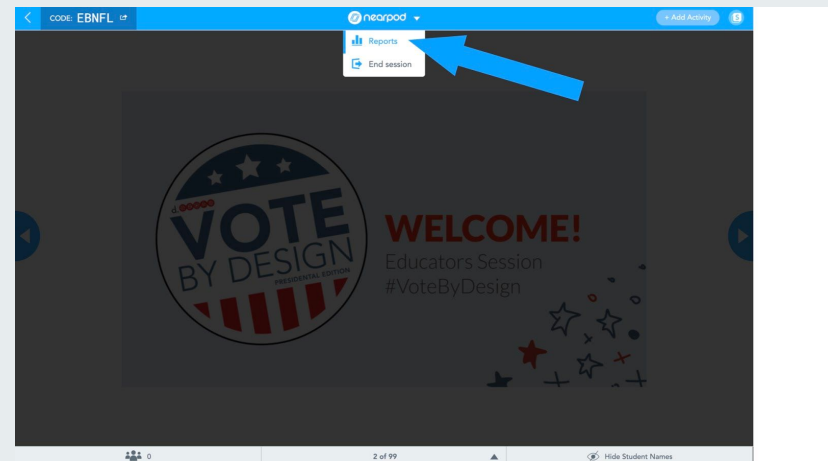 CODE: EBNFL
nearpod
+ Add Activity
S
Reports
End session
d.
VOTE
BY DESIGN
PRESIDENTIAL EDITION
WELCOME!
Educators Session
#VoteByDesign
0
2 of 99
Hide Student Names